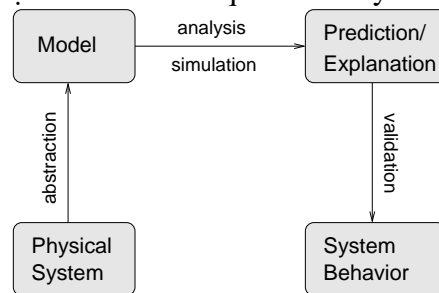 Model
analysis
simulation
Prediction/
Explanation
abstraction
validation
Physical
System
System
Behavior